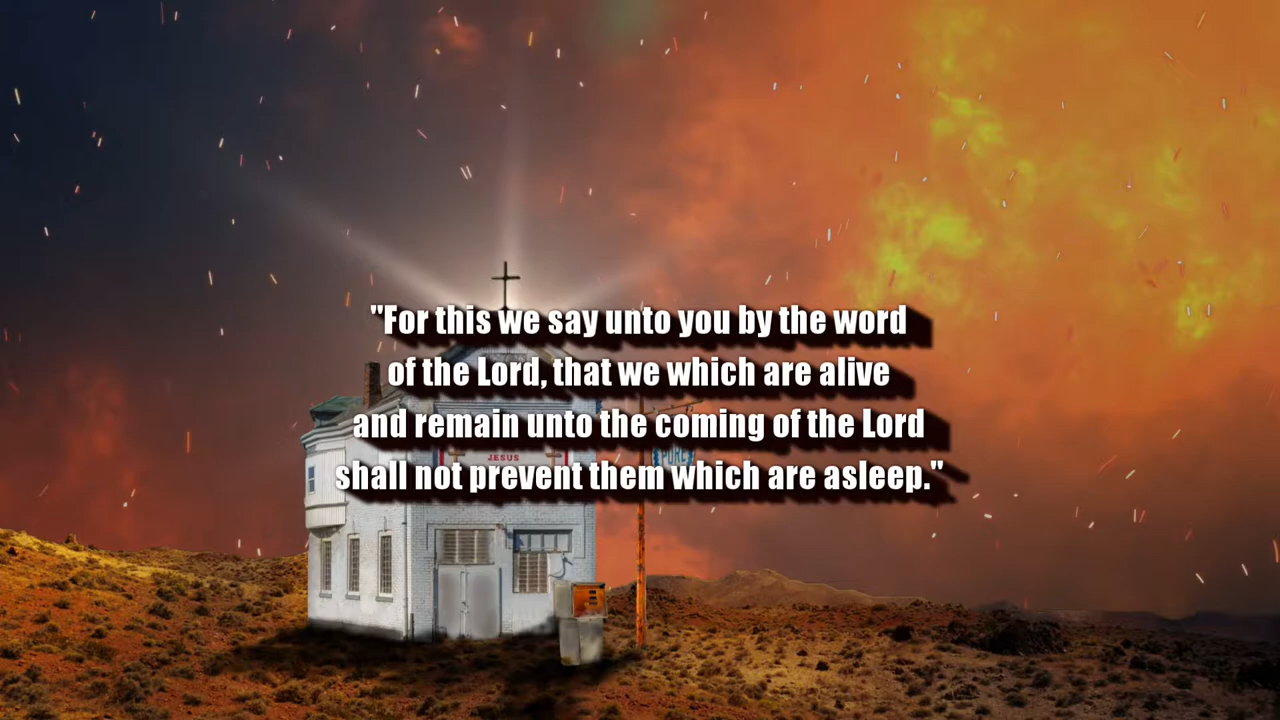 "For this we say unto you by the word
of the Lord, that we which are alive
and remain unto the coming of the Lord
shall not prevent them which are asleep."
JESUS
PURE